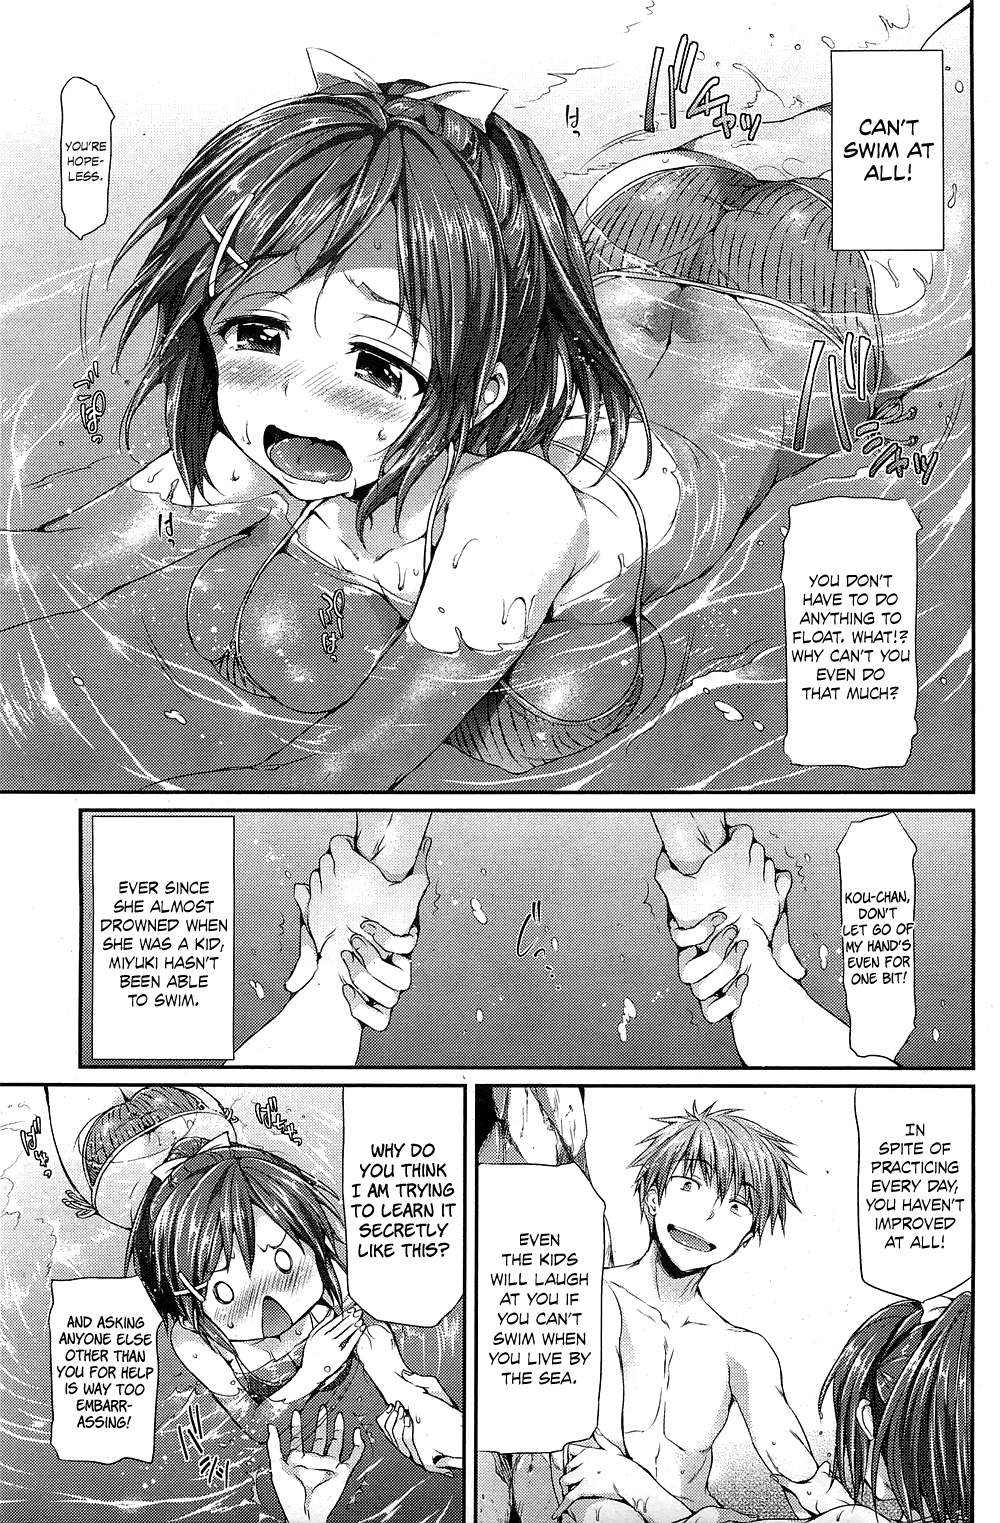 CAN'T
SWIM AT
ALL!
YOU'RE
HOPE-
LESS.
YOU DON'T
HAVE TO DO
ANYTHING TO
FLOAT. WHAT!?
WHY CAN'T YOU
EVEN DO
THAT MUCH?
KOU-CHAN,
DON'T
LET GO OF
MY HAND'S
EVEN FOR
ONE BIT!
EVER SINCE
SHE ALMOST
DROWNED WHEN
SHE WAS A KID,
MIYUKI HASN'T
BEEN ABLE
TO SWIM.
IN
SPITE OF
PRACTICING
EVERY DAY,
YOU HAVEN'T
IMPROVED
AT ALL!
EVEN
THE KIDS
WILL LAUGH
AT YOU IF
YOU CAN'T
SWIM WHEN
YOU LIVE BY
THE SEA.
WHY DO
YOU THINK
I AM TRYING
TO LEARN IT
SECRETLY
LIKE THIS?
AND ASKING
ANYONE ELSE
OTHER THAN
YOU FOR HELP
IS WAY TOO
EMBARR-
ASSING!